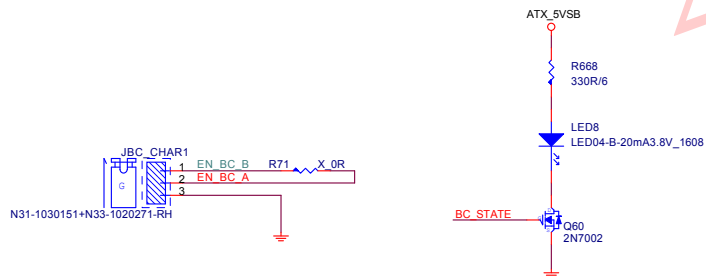 ATX_5VSB
R668
330R/6
LED8
LED04-B-20mA3.8V_1608
JBC_CHAR1
1
EN_BC_B
R71
X_0R
2
EN_BC_A
3
G
N31-1030151+N33-1020271-RH
BC_STATE
Q60
2N7002